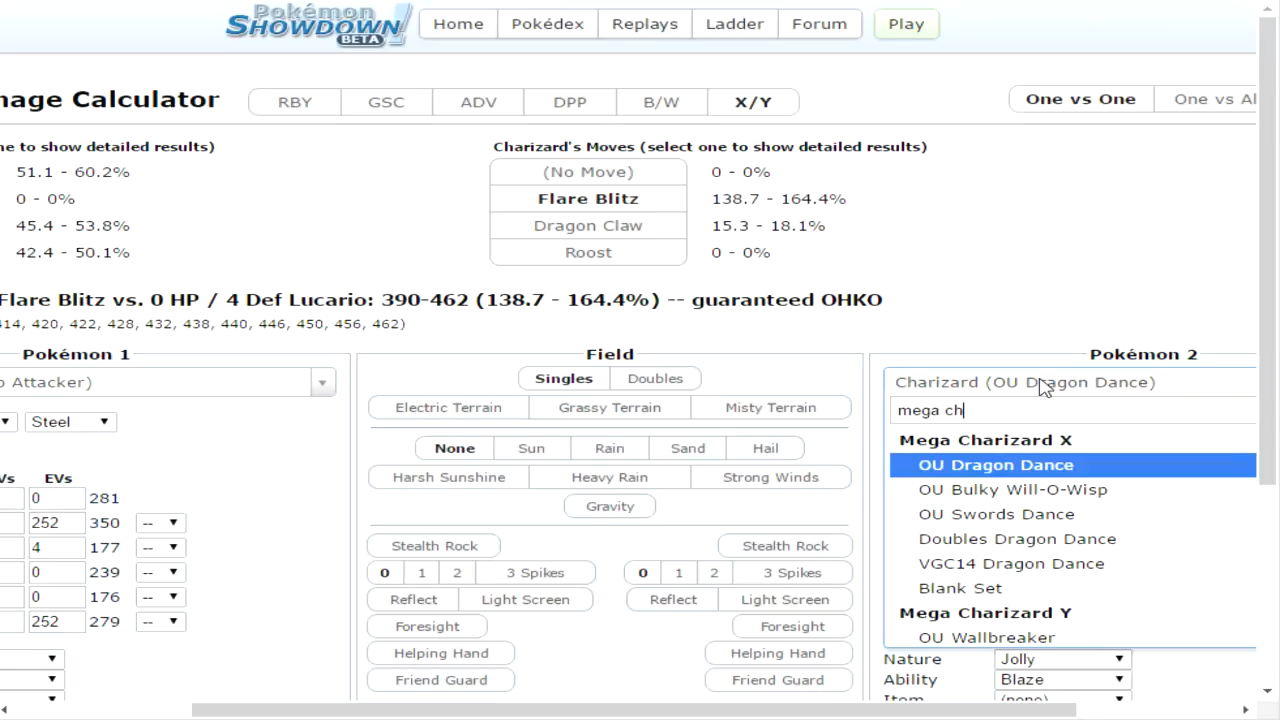 Pokémon
SHOWDOWN!
BETA
Home Pokédex Replays Ladder Forum Play
mage Calculator RBY GSC ADV DPP B/W X/Y One vs One One vs Al
ne to show detailed results) Charizard's Moves (select one to show detailed results)
51.1 - 60.2% (No Move) 0 - 0%
0 - 0% Flare Blitz 138.7 - 164.4%
45.4 - 53.8% Dragon Claw 15.3 - 18.1%
42.4 - 50.1% Roost 0 - 0%
Flare Blitz vs. 0 HP / 4 Def Lucario: 390-462 (138.7 - 164.4%) -- guaranteed OHKO
414, 420, 422, 428, 432, 438, 440, 446, 450, 456, 462)
Pokémon 1 Field Pokémon 2
o Attacker) Singles Doubles Charizard (OU Dragon Dance)
Electric Terrain Grassy Terrain Misty Terrain mega ch
Steel
None Sun Rain Sand Hail Mega Charizard X
OU Dragon Dance
Vs EVs Harsh Sunshine Heavy Rain Strong Winds OU Bulky Will-O-Wisp
0 281 Gravity OU Swords Dance
252 350 --
4 177 -- Stealth Rock Stealth Rock Doubles Dragon Dance
0 239 -- 0 1 2 3 Spikes 0 1 2 3 Spikes VGC14 Dragon Dance
0 176 -- Reflect Light Screen Reflect Light Screen Blank Set
252 279 -- Foresight Foresight Mega Charizard Y
OU Wallbreaker
Helping Hand Helping Hand Nature Jolly
Friend Guard Friend Guard Ability Blaze
Item (none)